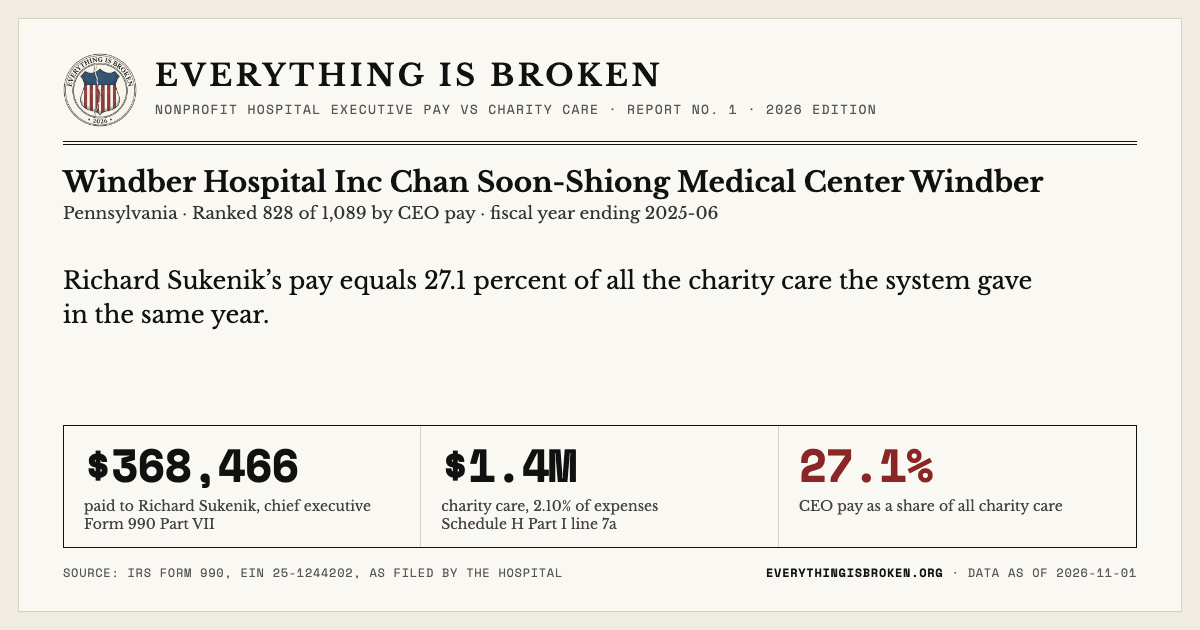 EVERYTHING IS BROKEN
2026
EVERYTHING IS BROKEN
NONPROFIT HOSPITAL EXECUTIVE PAY VS CHARITY CARE · REPORT NO. 1 · 2026 EDITION
Windber Hospital Inc Chan Soon-Shiong Medical Center Windber
Pennsylvania · Ranked 828 of 1,089 by CEO pay · fiscal year ending 2025-06
Richard Sukenik’s pay equals 27.1 percent of all the charity care the system gave
in the same year.
$368,466
paid to Richard Sukenik, chief executive
Form 990 Part VII
$1.4M
charity care, 2.10% of expenses
Schedule H Part I line 7a
27.1%
CEO pay as a share of all charity care
SOURCE: IRS FORM 990, EIN 25-1244202, AS FILED BY THE HOSPITAL
EVERYTHINGISBROKEN.ORG · DATA AS OF 2026-11-01